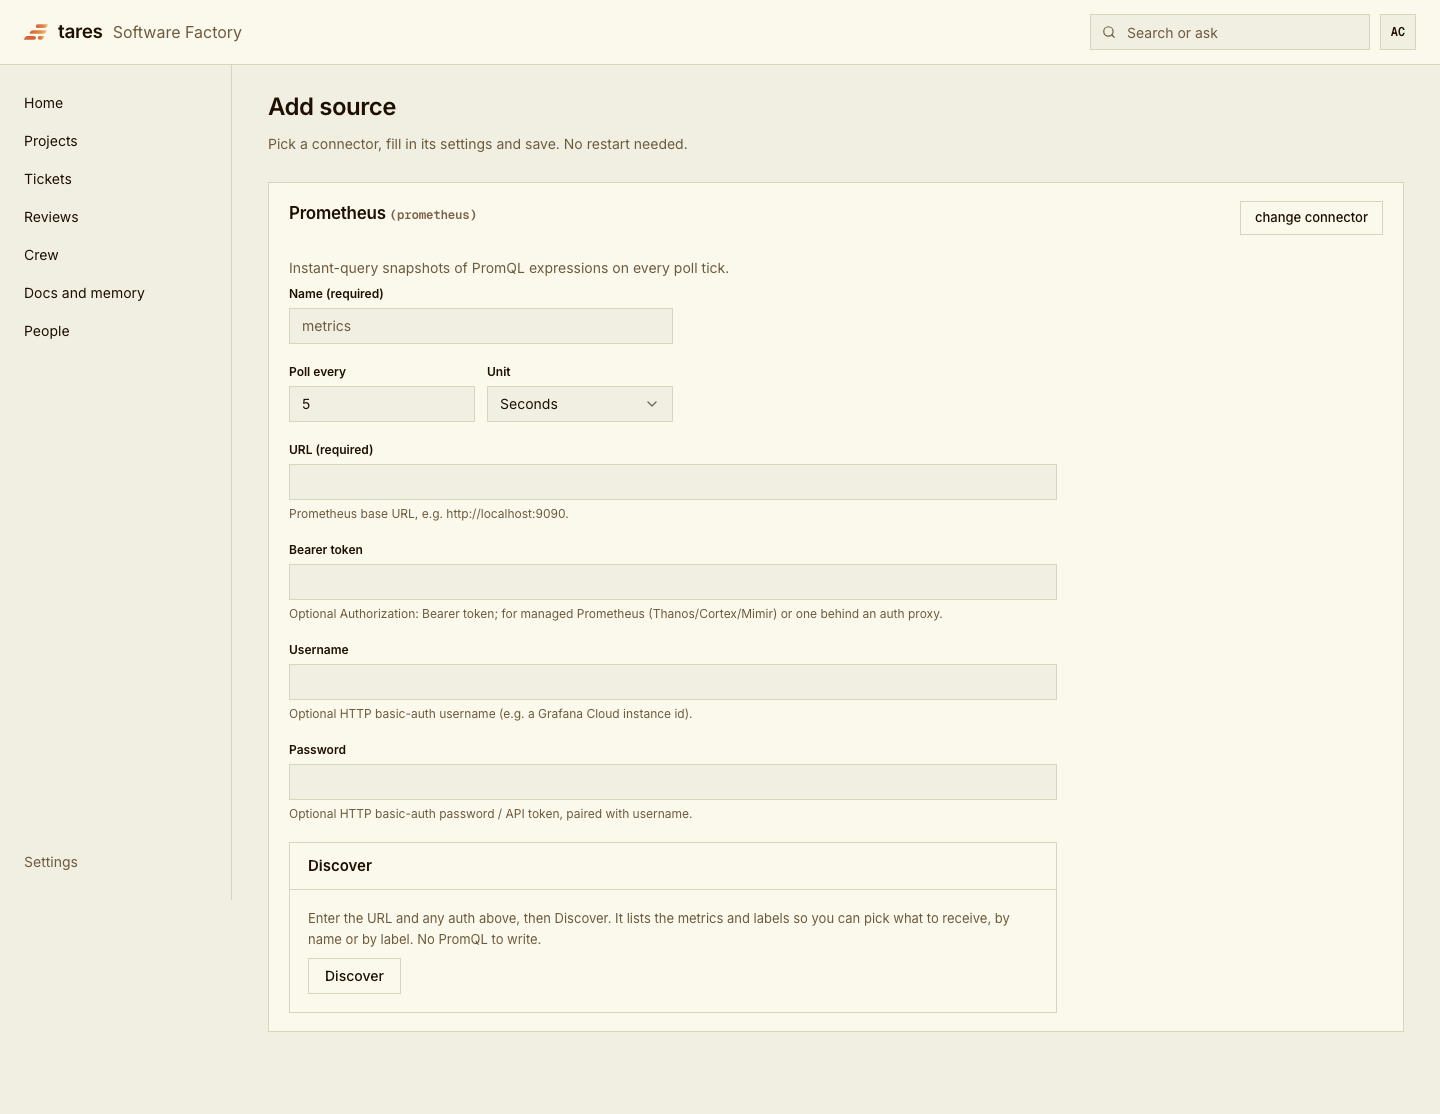 tares Software Factory
Search or ask
AC
Home
Projects
Tickets
Reviews
Crew
Docs and memory
People
Settings
Add source
Pick a connector, fill in its settings and save. No restart needed.
Prometheus (prometheus)
change connector
Instant-query snapshots of PromQL expressions on every poll tick.
Name (required)
metrics
Poll every
Unit
5
Seconds
URL (required)
Prometheus base URL, e.g. http://localhost:9090.
Bearer token
Optional Authorization: Bearer token; for managed Prometheus (Thanos/Cortex/Mimir) or one behind an auth proxy.
Username
Optional HTTP basic-auth username (e.g. a Grafana Cloud instance id).
Password
Optional HTTP basic-auth password / API token, paired with username.
Discover
Enter the URL and any auth above, then Discover. It lists the metrics and labels so you can pick what to receive, by
name or by label. No PromQL to write.
Discover